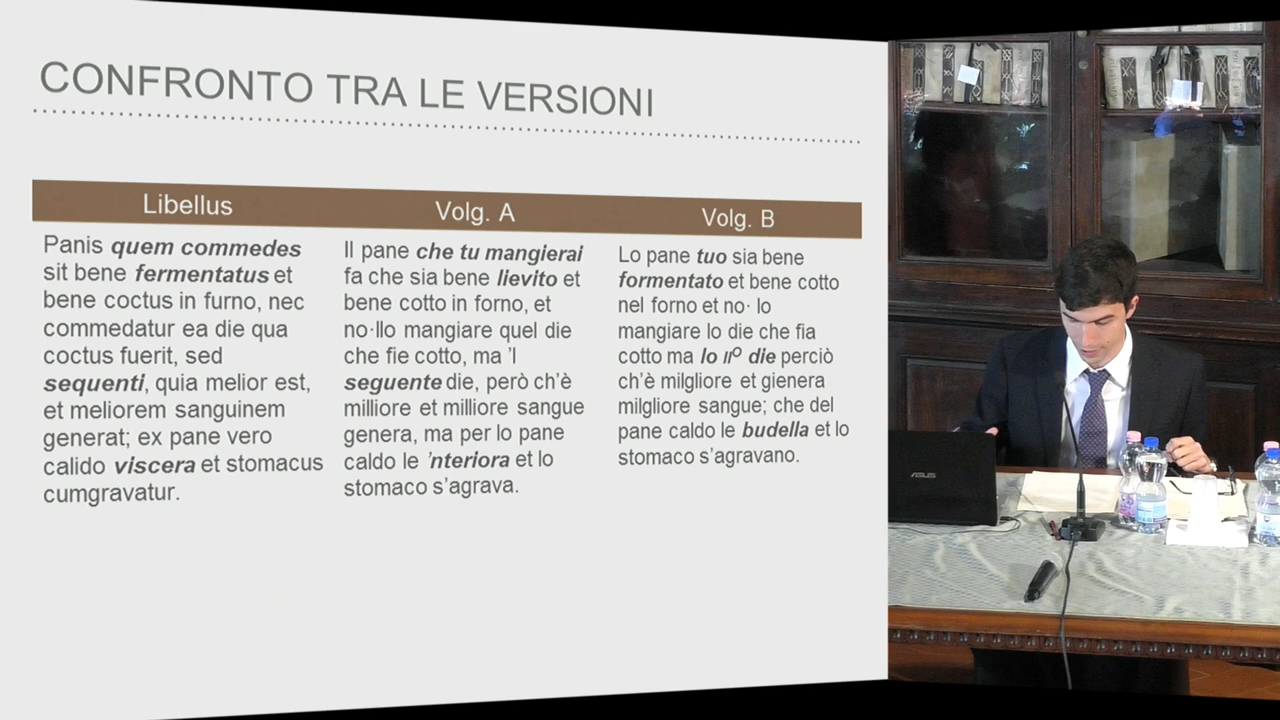 CONFRONTO TRA LE VERSIONI
Libellus
Panis quem commedes
sit bene fermentatus et
bene coctus in furno, nec
commedatur ea die qua
coctus fuerit, sed
sequenti, quia melior est,
et meliorem sanguinem
generat; ex pane vero
calido viscera et stomacus
cumgravatur.
Volg. A
Il pane che tu mangierai
fa che sia bene lievito et
bene cotto in forno, et
no·llo mangiare quel die
che fie cotto, ma 'l
seguente die, però ch'è
milliore et milliore sangue
genera, ma per lo pane
caldo le 'nteriora et lo
stomaco s'agrava.
Volg. B
Lo pane tuo sia bene
formentato et bene cotto
nel forno et no· lo
mangiare lo die che fia
cotto ma lo IIº die perciò
ch'è milgliore et gienera
milgliore sangue; che del
pane caldo le budella et lo
stomaco s'agravano.
ASUS